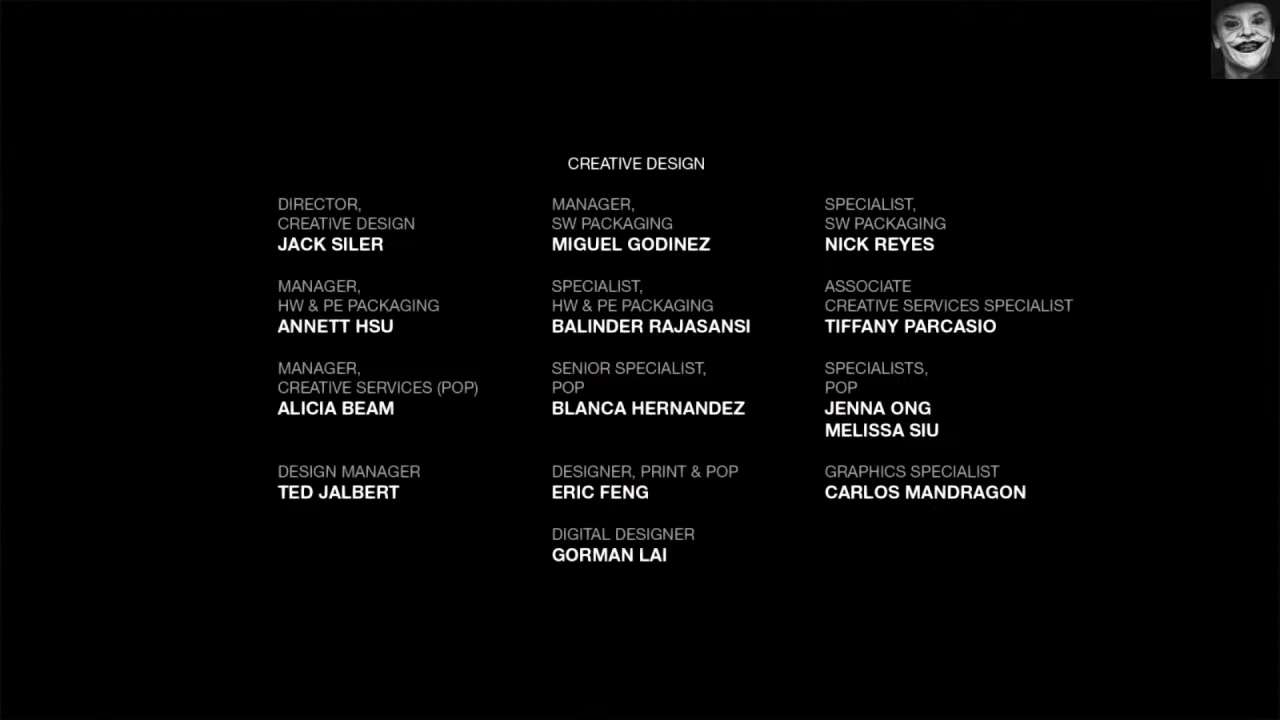 CREATIVE DESIGN
DIRECTOR,
CREATIVE DESIGN
JACK SILER
MANAGER,
SW PACKAGING
MIGUEL GODINEZ
SPECIALIST,
SW PACKAGING
NICK REYES
MANAGER,
HW & PE PACKAGING
ANNETT HSU
SPECIALIST,
HW & PE PACKAGING
BALINDER RAJASANSI
ASSOCIATE
CREATIVE SERVICES SPECIALIST
TIFFANY PARCASIO
MANAGER,
CREATIVE SERVICES (POP)
ALICIA BEAM
SENIOR SPECIALIST,
POP
BLANCA HERNANDEZ
SPECIALISTS,
POP
JENNA ONG
MELISSA SIU
DESIGN MANAGER
TED JALBERT
DESIGNER, PRINT & POP
ERIC FENG
GRAPHICS SPECIALIST
CARLOS MANDRAGON
DIGITAL DESIGNER
GORMAN LAI